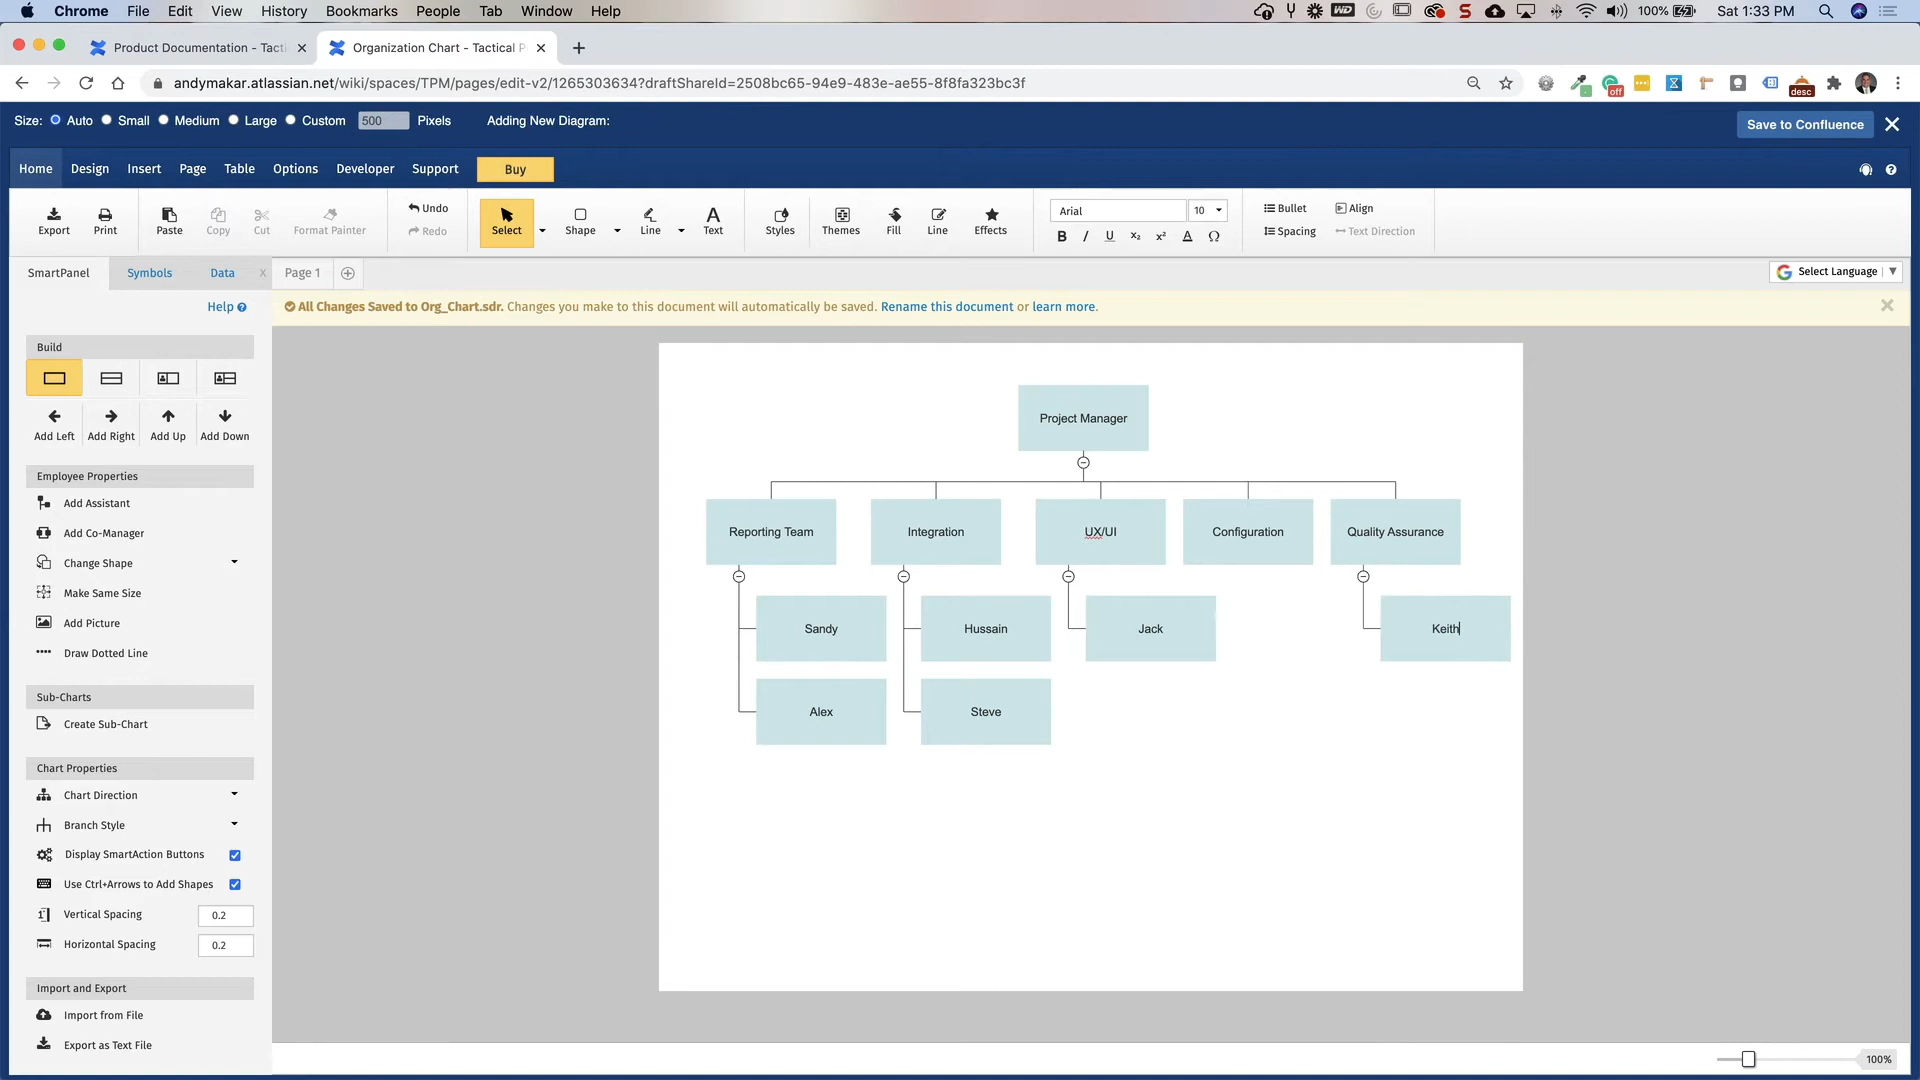 Chrome File Edit View History Bookmarks People Tab Window Help
100% Sat 1:33 PM
Product Documentation - Tacti
Organization Chart - Tactical P
andymakar.atlassian.net/wiki/spaces/TPM/pages/edit-v2/1265303634?draftShareId=2508bc65-94e9-483e-ae55-8f8fa323bc3f
off
desc
Size: Auto Small Medium Large Custom 500 Pixels Adding New Diagram:
Save to Confluence
Home Design Insert Page Table Options Developer Support Buy
Export Print Paste Copy Cut Format Painter
Undo
Redo
Select Shape Line Text Styles Themes Fill Line Effects
Arial 10
B I U x₂ x² A Ω
Bullet Align
Spacing Text Direction
SmartPanel Symbols Data X Page 1
Select Language
Help
All Changes Saved to Org_Chart.sdr. Changes you make to this document will automatically be saved. Rename this document or learn more.
Build
Add Left Add Right Add Up Add Down
Employee Properties
Add Assistant
Add Co-Manager
Change Shape
Make Same Size
Add Picture
Draw Dotted Line
Sub-Charts
Create Sub-Chart
Chart Properties
Chart Direction
Branch Style
Display SmartAction Buttons
Use Ctrl+Arrows to Add Shapes
Vertical Spacing 0.2
Horizontal Spacing 0.2
Import and Export
Import from File
Export as Text File
Project Manager
Reporting Team Integration UX/UI Configuration Quality Assurance
Sandy Hussain Jack Keith
Alex Steve
100%